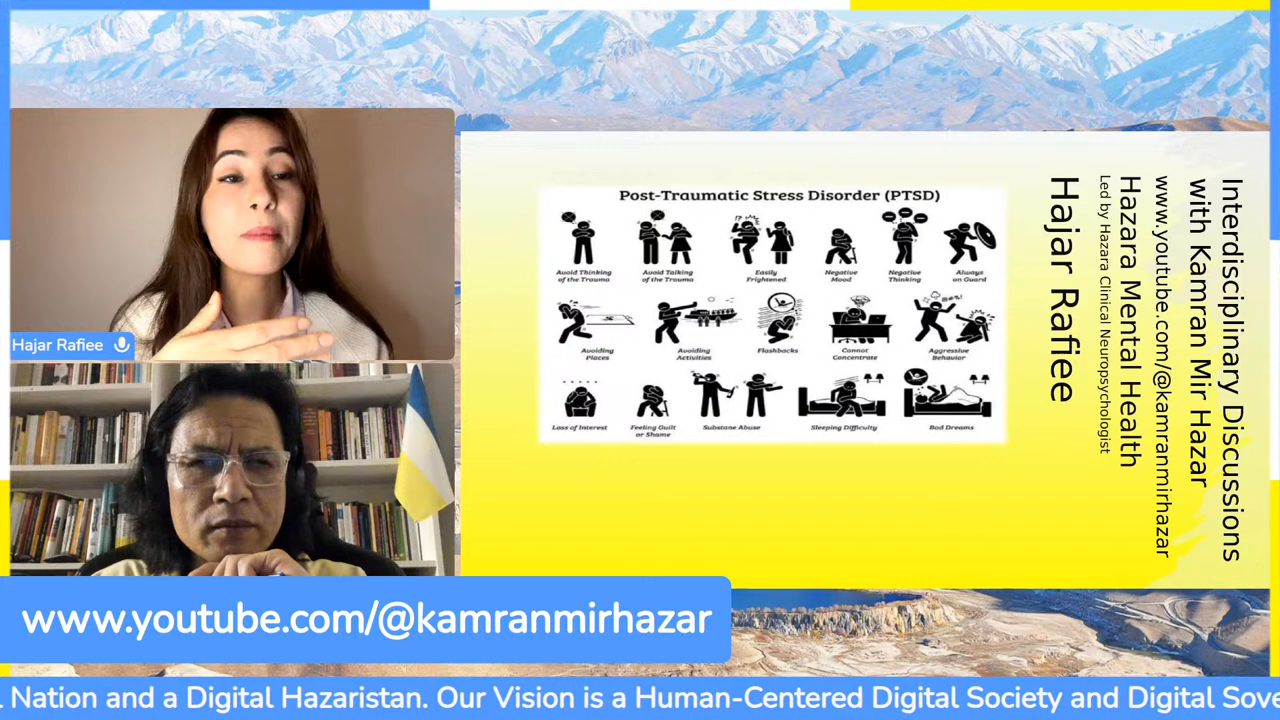 Hajar Rafiee
Post-Traumatic Stress Disorder (PTSD)
Avoid Thinking
of the Trauma
Avoid Talking
of the Trauma
Easily
Frightened
Negative
Mood
Negative
Thinking
Always
on Guard
Avoiding
Places
Avoiding
Activities
Flashbacks
Cannot
Concentrate
Aggressive
Behavior
Loss of Interest
Feeling Guilt
or Shame
Substane Abuse
Sleeping Difficulty
Bad Dreams
Interdisciplinary Discussions
with Kamran Mir Hazar
www.youtube.com/@kamranmirhazar
Hazara Mental Health
Led by Hazara Clinical Neuropsychologist
Hajar Rafiee
www.youtube.com/@kamranmirhazar
Nation and a Digital Hazaristan. Our Vision is a Human-Centered Digital Society and Digital Sove